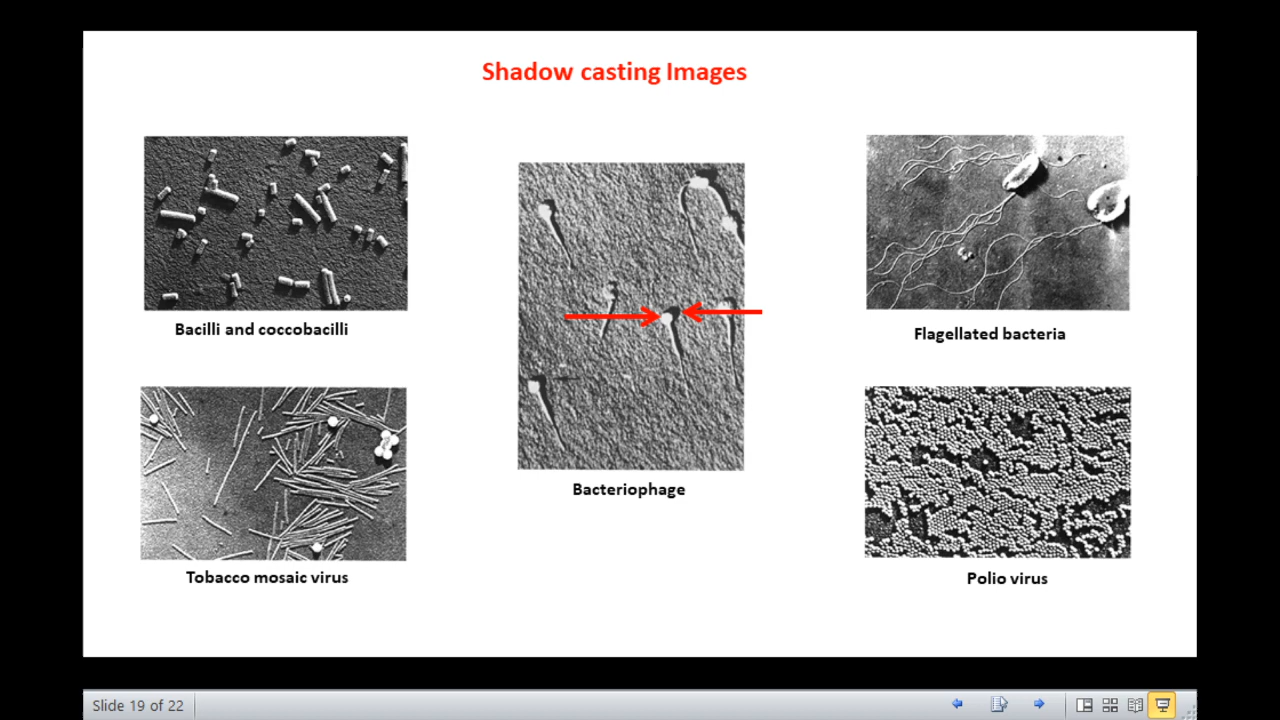 Shadow casting Images
Bacilli and coccobacilli
Flagellated bacteria
Bacteriophage
Tobacco mosaic virus
Polio virus
Slide 19 of 22